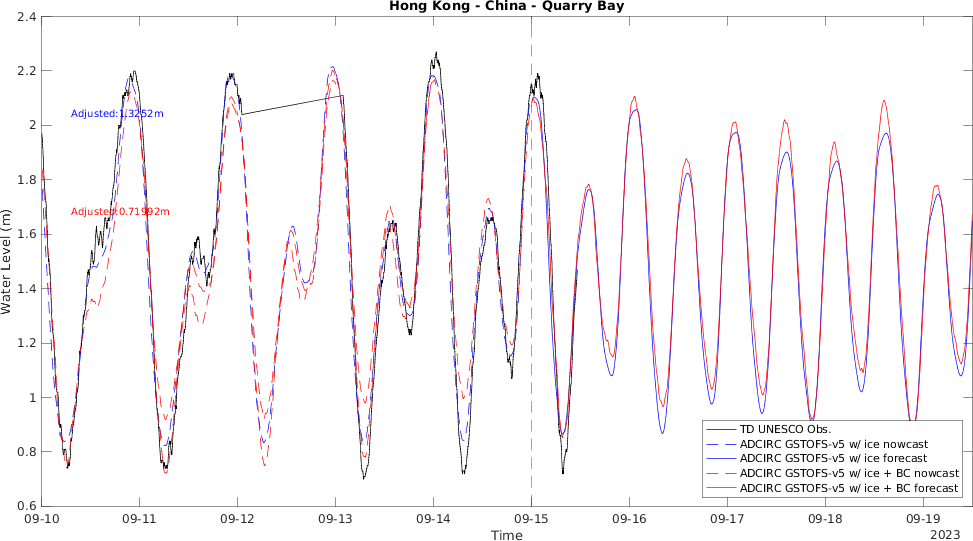 Hong Kong - China - Quarry Bay
2.4
2.2
2
1.8
1.6
1.4
1.2
1
0.8
0.6
Water Level (m)
Adjusted:1.3252m
Adjusted:0.71992m
TD UNESCO Obs.
ADCIRC GSTOFS-v5 w/ ice nowcast
ADCIRC GSTOFS-v5 w/ ice forecast
ADCIRC GSTOFS-v5 w/ ice + BC nowcast
ADCIRC GSTOFS-v5 w/ ice + BC forecast
09-10 09-11 09-12 09-13 09-14 09-15 09-16 09-17 09-18 09-19
Time
2023